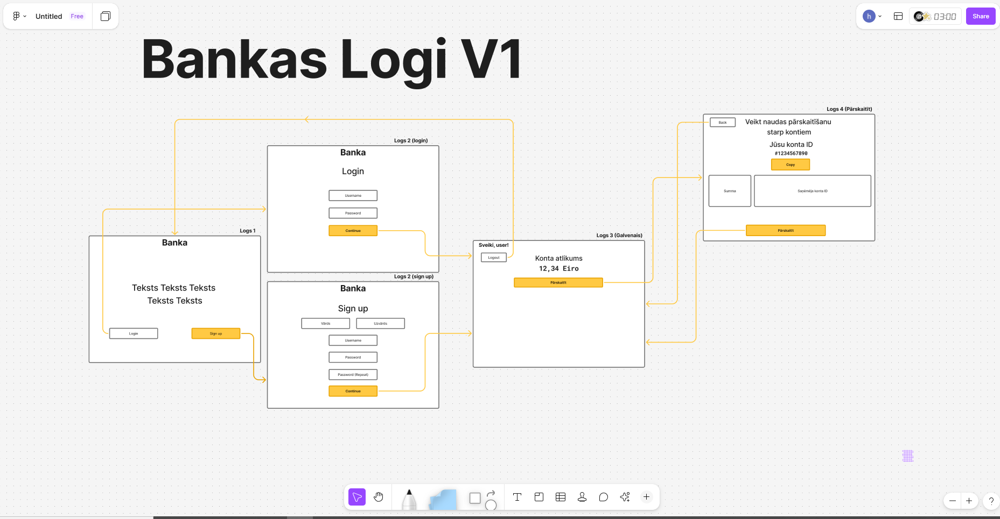 Untitled
Free
h
03:00
Share
Bankas Logi V1
Logs 1
Banka
Teksts Teksts Teksts
Teksts Teksts
Login
Sign up
Logs 2 (login)
Banka
Login
Username
Password
Continue
Logs 2 (sign up)
Banka
Sign up
Vārds
Uzvārds
Username
Password
Password (Repeat)
Continue
Logs 3 (Galvenais)
Sveiki, user!
Logout
Konta atlikums
12,34 Eiro
Pārskaitīt
Logs 4 (Pārskaitīt)
Back
Veikt naudas pārskaitīšanu
starp kontiem
Jūsu konta ID
#1234567890
Copy
Summa
Saņēmēja konta ID
Pārskaitīt